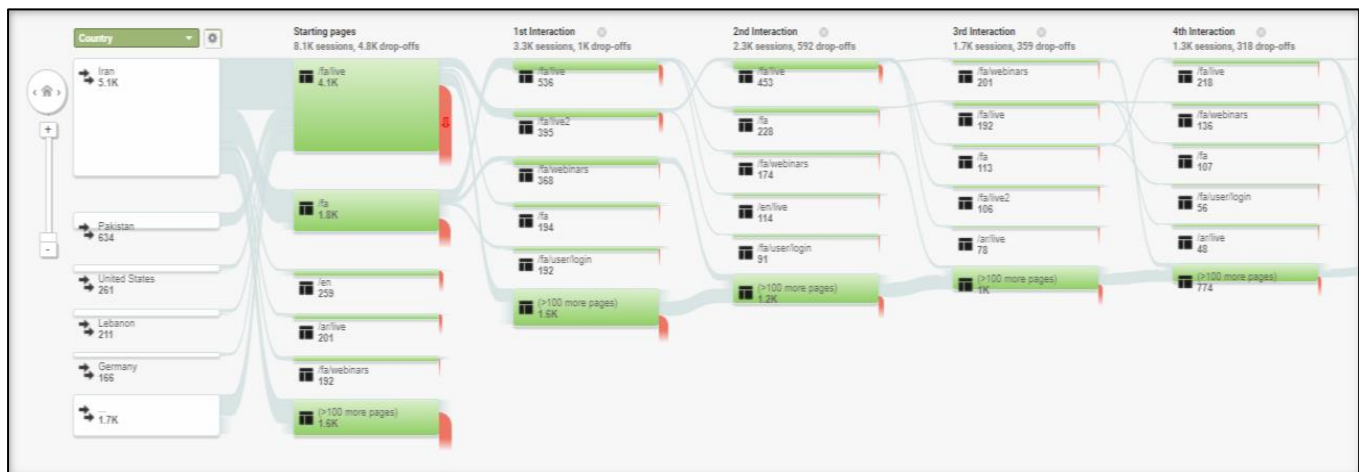 Country
Iran
5.1K
Pakistan
634
United States
261
Lebanon
211
Germany
166
...
1.7K
Starting pages
8.1K sessions, 4.8K drop-offs
/fa/live
4.1K
/fa
1.8K
/en
259
/ar/live
201
/fa/webinars
192
(>100 more pages)
1.6K
1st Interaction
3.3K sessions, 1K drop-offs
/fa/live
536
/fa/live2
395
/fa/webinars
368
/fa
194
/fa/user/login
192
(>100 more pages)
1.6K
2nd Interaction
2.3K sessions, 592 drop-offs
/fa/live
453
/fa
228
/fa/webinars
174
/en/live
114
/fa/user/login
91
(>100 more pages)
1.2K
3rd Interaction
1.7K sessions, 359 drop-offs
/fa/webinars
201
/fa/live
192
/fa
113
/fa/live2
106
/ar/live
78
(>100 more pages)
1K
4th Interaction
1.3K sessions, 318 drop-offs
/fa/live
218
/fa/webinars
136
/fa
107
/fa/user/login
56
/ar/live
48
(>100 more pages)
774